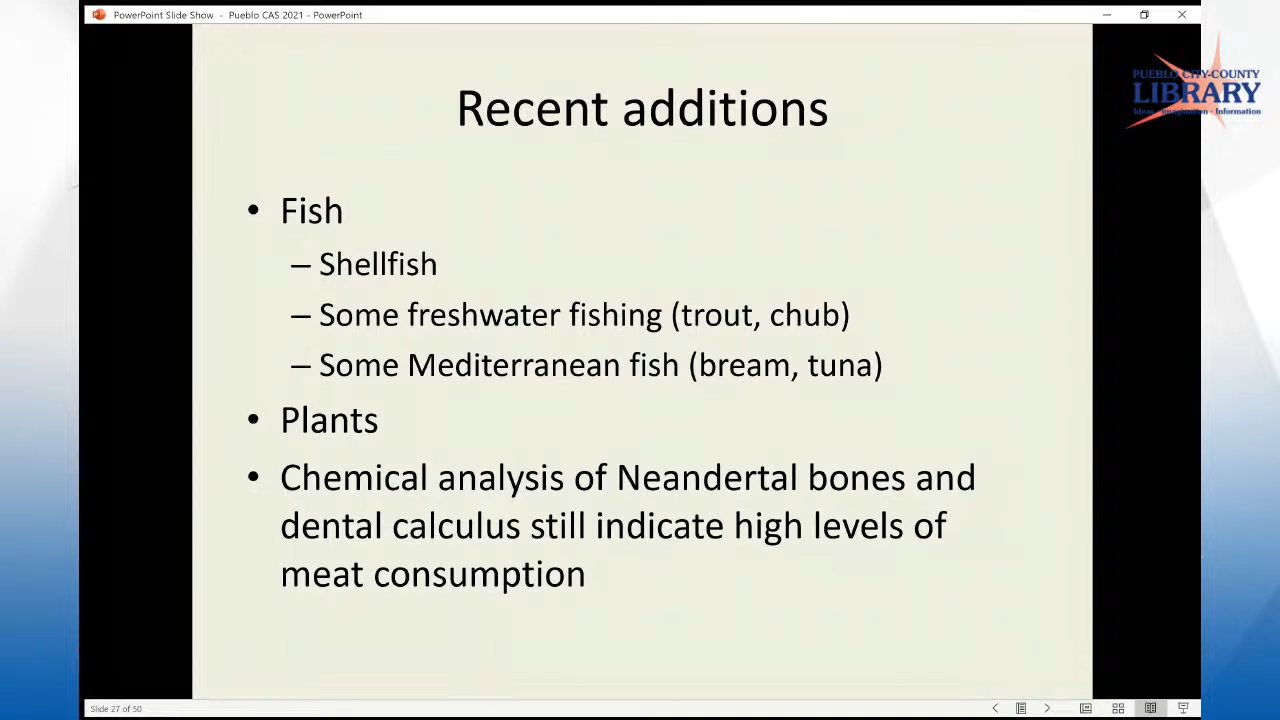 PowerPoint Slide Show - Pueblo CAS 2021 - PowerPoint
PUEBLO CITY-COUNTY
LIBRARY
Ideas · Imagination · Information
Recent additions
• Fish
– Shellfish
– Some freshwater fishing (trout, chub)
– Some Mediterranean fish (bream, tuna)
• Plants
• Chemical analysis of Neandertal bones and
dental calculus still indicate high levels of
meat consumption
Slide 27 of 50